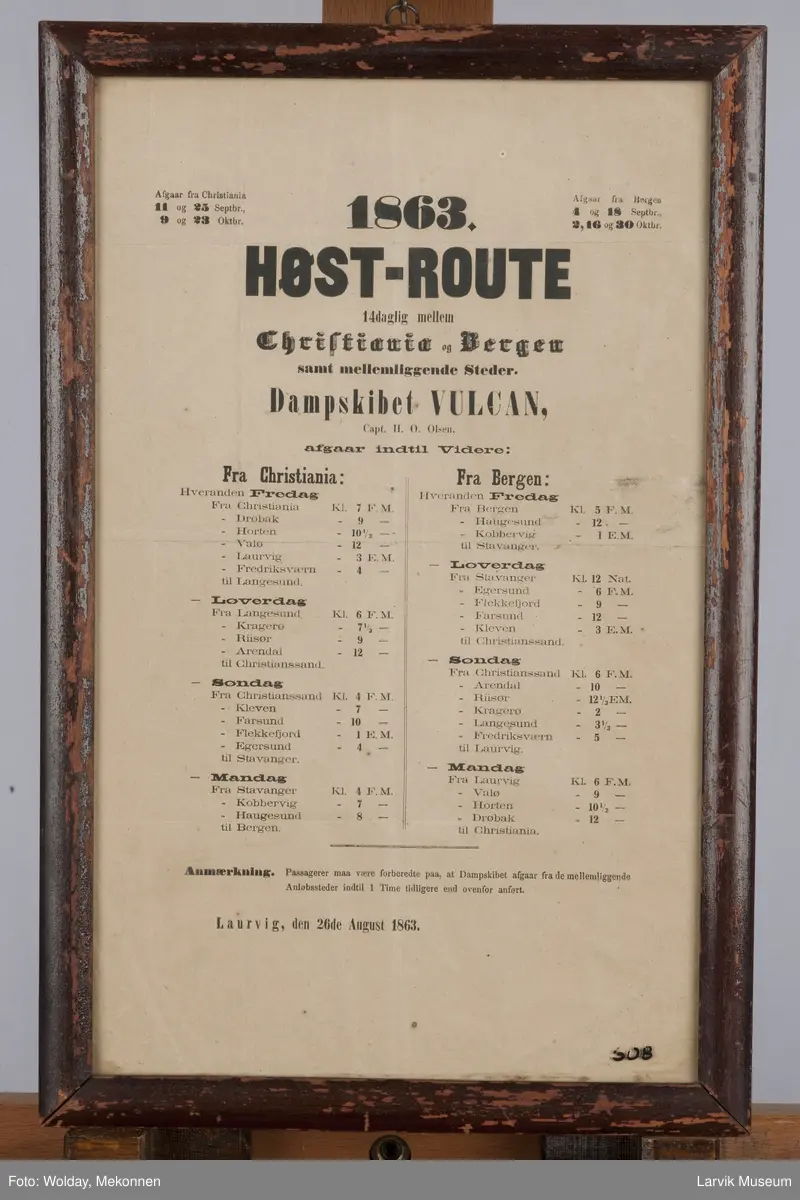 Afgaar fra Christiania
11 og 25 Septbr.,
9 og 23 Oktbr.
Afgaar fra Bergen
4 og 18 Septbr.,
2, 16 og 30 Oktbr.
1863.
HØST-ROUTE
14daglig mellem
Christiania og Bergen
samt mellemliggende Steder.
Dampskibet VULCAN,
Capt. H. O. Olsen,
afgaar indtil Videre:
Fra Christiania:
Hveranden Fredag
Fra Christiania Kl. 7 F.M.
- Drøbak - 9 —
- Horten - 10½ —
- Valø - 12 —
- Laurvig - 3 E.M.
- Fredriksværn - 4 —
til Langesund.
— Løverdag
Fra Langesund Kl. 6 F.M.
- Kragerø - 7½ —
- Riisør - 9 —
- Arendal - 12 —
til Christianssand.
— Søndag
Fra Christianssand Kl. 4 F.M.
- Kleven - 7 —
- Farsund - 10 —
- Flekkefjord - 1 E.M.
- Egersund - 4 —
til Stavanger.
— Mandag
Fra Stavanger Kl. 4 F.M.
- Kobbervig - 7 —
- Haugesund - 8 —
til Bergen.
Fra Bergen:
Hveranden Fredag
Fra Bergen Kl. 5 F.M.
- Haugesund - 12 —
- Kobbervig - 1 E.M.
til Stavanger.
— Løverdag
Fra Stavanger Kl. 12 Nat.
- Egersund - 6 F.M.
- Flekkefjord - 9 —
- Farsund - 12 —
- Kleven - 3 E.M.
til Christianssand.
— Søndag
Fra Christianssand Kl. 6 F.M.
- Arendal - 10 —
- Riisør - 12½ EM.
- Kragerø - 2 —
- Langesund - 3½ —
- Fredriksværn - 5 —
til Laurvig.
— Mandag
Fra Laurvig Kl. 6 F.M.
- Valø - 9 —
- Horten - 10½ —
- Drøbak - 12 —
til Christiania.
Anmærkning. Passagerer maa være forberedte paa, at Dampskibet afgaar fra de mellemliggende
Anløbssteder indtil 1 Time tidligere end ovenfor anført.
Laurvig, den 26de August 1863.
S08
Foto: Wolday, Mekonnen
Larvik Museum